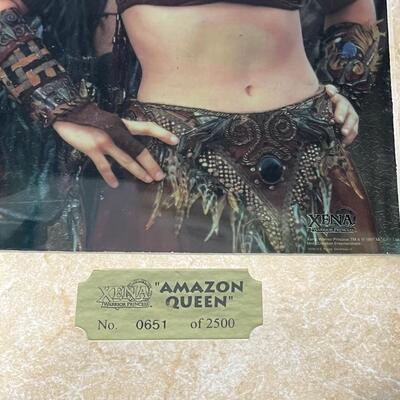 XENA
WARRIOR PRINCESS
XENA
WARRIOR PRINCESS
"AMAZON
QUEEN"
No. 0651 of 2500